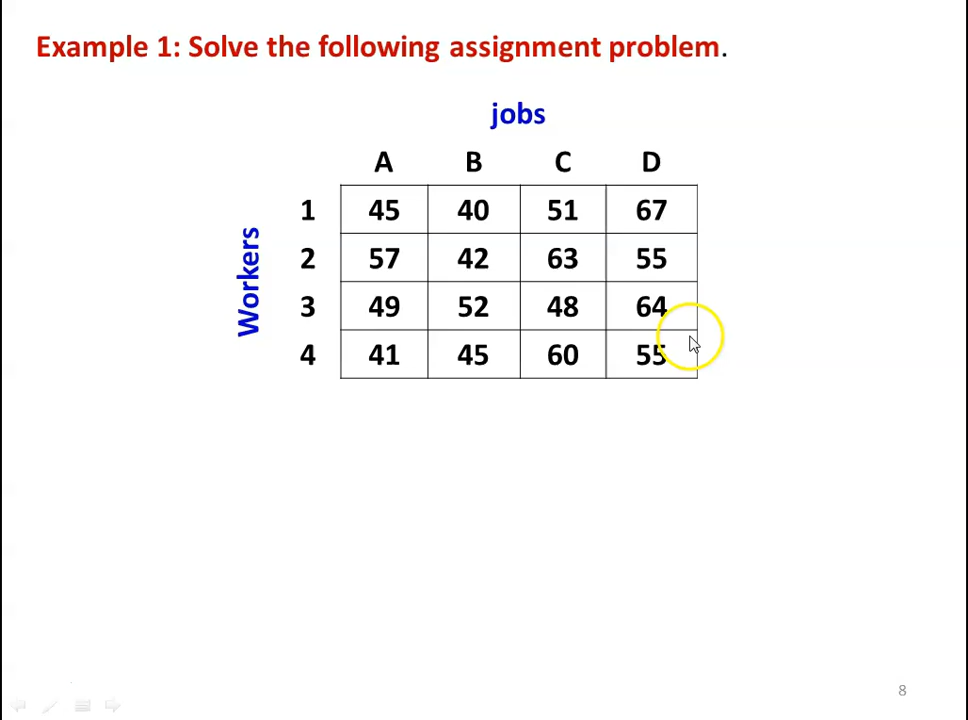 Example 1: Solve the following assignment problem.
jobs
A B C D
Workers
1 45 40 51 67
2 57 42 63 55
3 49 52 48 64
4 41 45 60 55
8